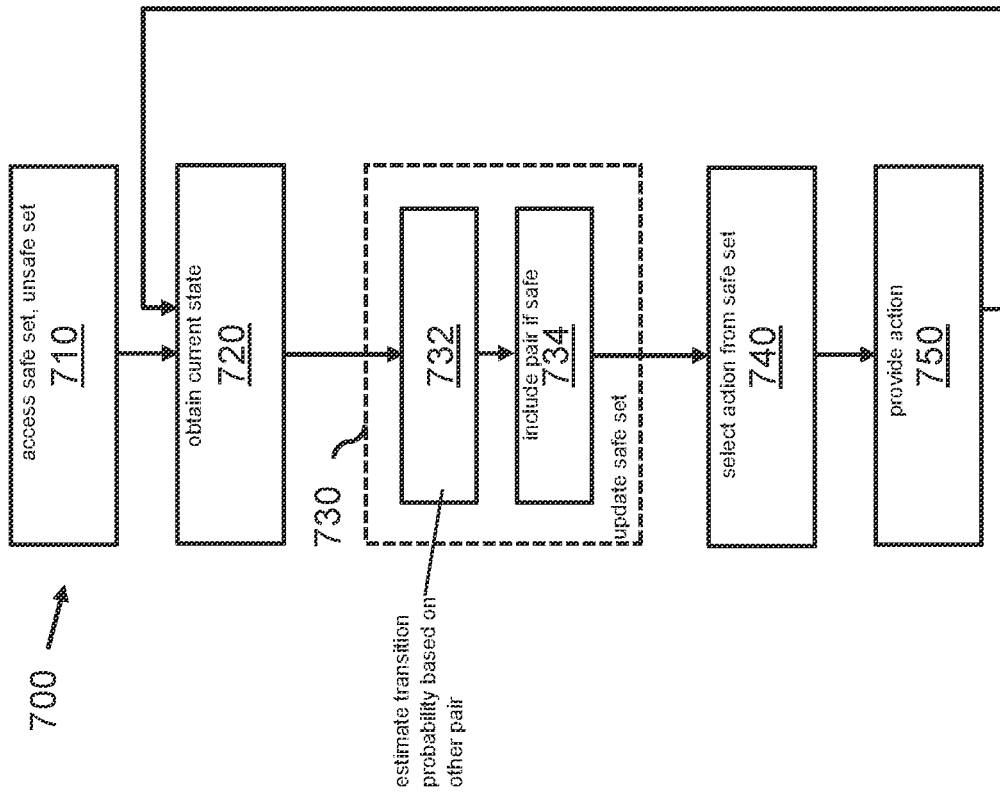 700
access safe set, unsafe set
710
obtain current state
720
730
estimate transition
probability based on
other pair
732
include pair if safe
734
update safe set
select action from safe set
740
provide action
750